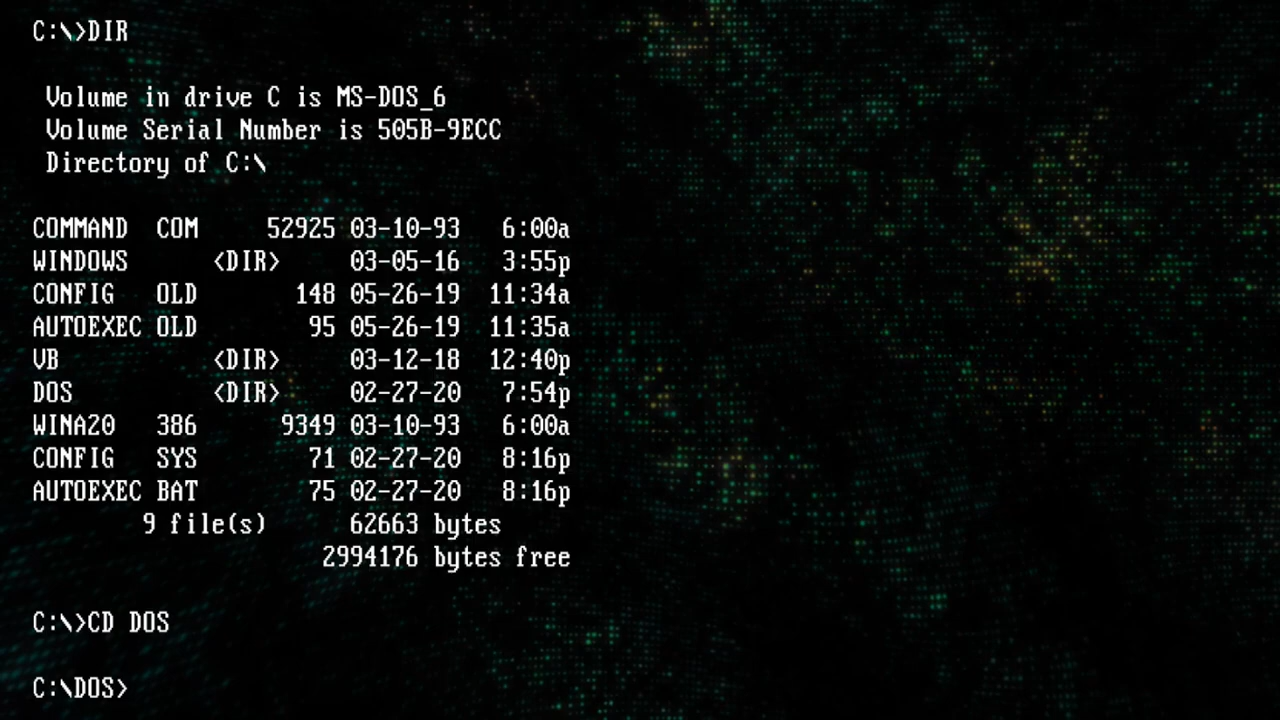 C:\>DIR
Volume in drive C is MS-DOS_6
Volume Serial Number is 505B-9ECC
Directory of C:\
COMMAND  COM     52925 03-10-93   6:00a
WINDOWS      <DIR>     03-05-16   3:55p
CONFIG   OLD       148 05-26-19  11:34a
AUTOEXEC OLD        95 05-26-19  11:35a
VB           <DIR>     03-12-18  12:40p
DOS          <DIR>     02-27-20   7:54p
WINA20   386      9349 03-10-93   6:00a
CONFIG   SYS        71 02-27-20   8:16p
AUTOEXEC BAT        75 02-27-20   8:16p
9 file(s)      62663 bytes
2994176 bytes free
C:\>CD DOS
C:\DOS>